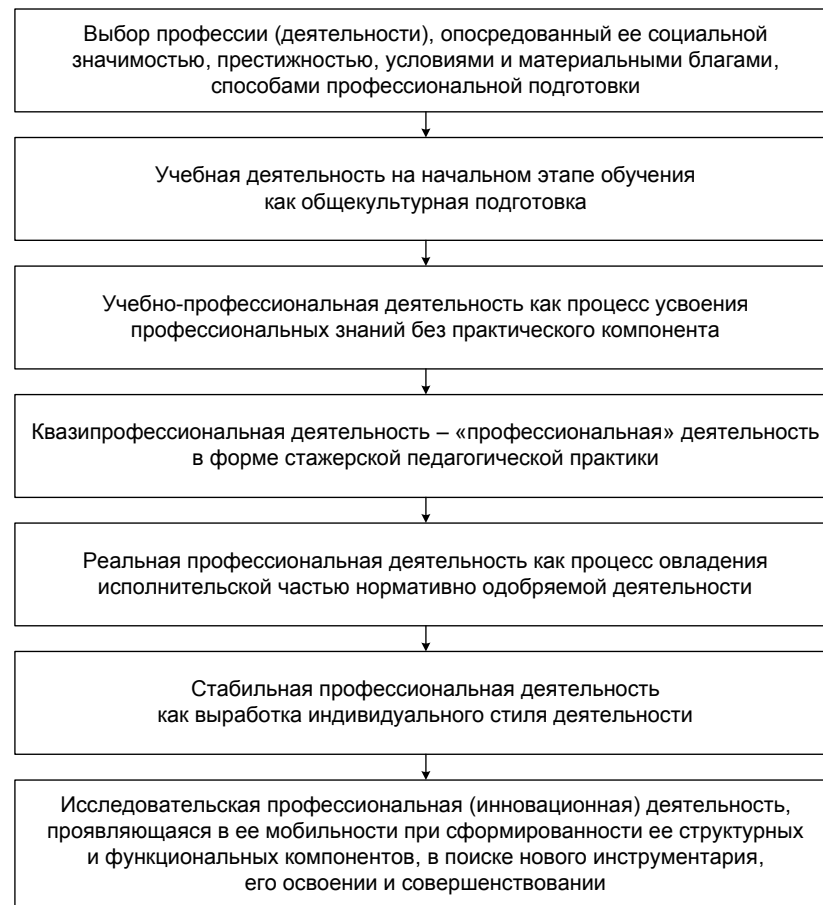 Выбор профессии (деятельности), опосредованный ее социальной
значимостью, престижностью, условиями и материальными благами,
способами профессиональной подготовки
Учебная деятельность на начальном этапе обучения
как общекультурная подготовка
Учебно-профессиональная деятельность как процесс усвоения
профессиональных знаний без практического компонента
Квазипрофессиональная деятельность – «профессиональная» деятельность
в форме стажерской педагогической практики
Реальная профессиональная деятельность как процесс овладения
исполнительской частью нормативно одобряемой деятельности
Стабильная профессиональная деятельность
как выработка индивидуального стиля деятельности
Исследовательская профессиональная (инновационная) деятельность,
проявляющаяся в ее мобильности при сформированности ее структурных
и функциональных компонентов, в поиске нового инструментария,
его освоении и совершенствовании